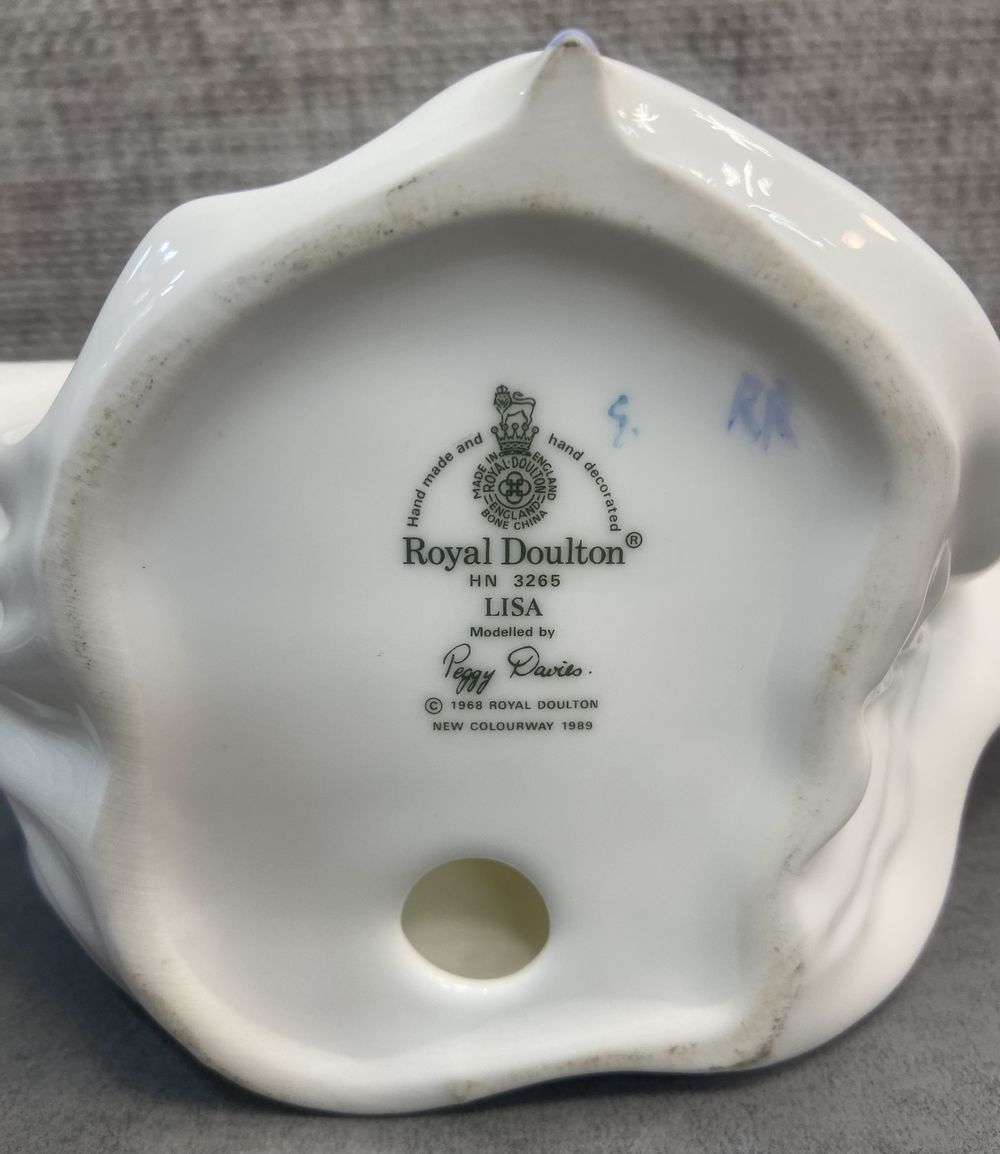 Hand made and hand decorated
MADE IN ENGLAND
ROYAL·DOULTON
ENGLAND
BONE CHINA
Royal Doulton®
HN 3265
LISA
Modelled by
Peggy Davies.
© 1968 ROYAL DOULTON
NEW COLOURWAY 1989
RR